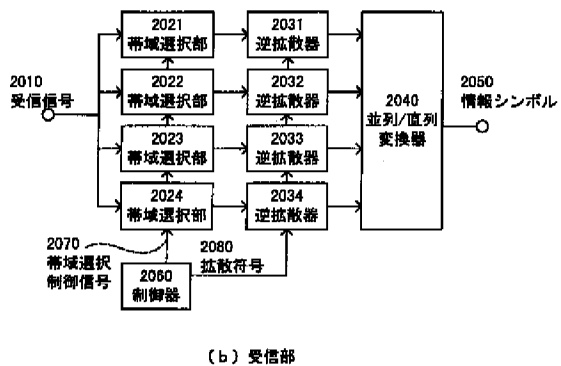 2010
受信信号
2021
帯域選択部
2031
逆拡散器
2022
帯域選択部
2032
逆拡散器
2023
帯域選択部
2033
逆拡散器
2024
帯域選択部
2034
逆拡散器
2040
並列/直列
変換器
2050
情報シンボル
2070
帯域選択
制御信号
2060
制御器
2080
拡散符号
(b)受信部